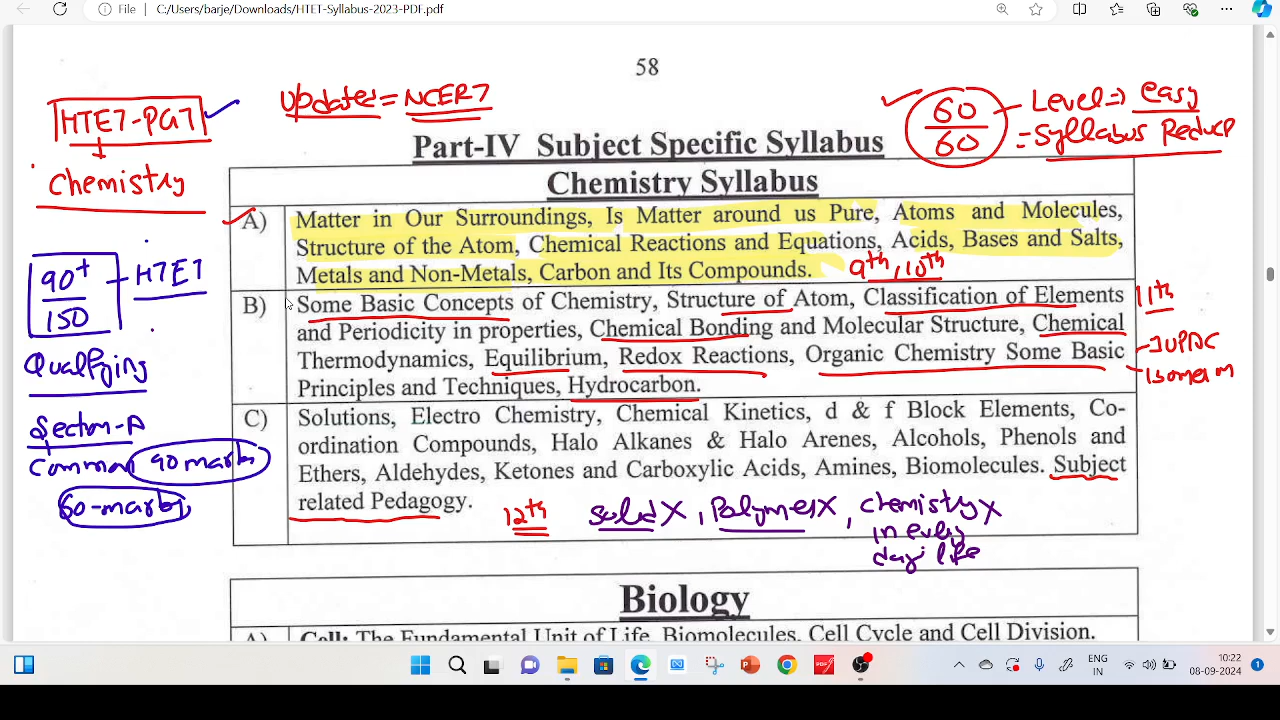 File
C:/Users/barje/Downloads/HTET-Syllabus-2023-PDF.pdf
58
HTET-PGT
Chemistry
Updated = NCERT
60/60
Level => easy
= Syllabus Reduce
Part-IV Subject Specific Syllabus
Chemistry Syllabus
A) Matter in Our Surroundings, Is Matter around us Pure, Atoms and Molecules,
Structure of the Atom, Chemical Reactions and Equations, Acids, Bases and Salts,
Metals and Non-Metals, Carbon and Its Compounds.
9th, 10th
B) Some Basic Concepts of Chemistry, Structure of Atom, Classification of Elements
11th
and Periodicity in properties, Chemical Bonding and Molecular Structure, Chemical
Thermodynamics, Equilibrium, Redox Reactions, Organic Chemistry Some Basic
IUPAC
Isomerism
Principles and Techniques, Hydrocarbon.
C) Solutions, Electro Chemistry, Chemical Kinetics, d & f Block Elements, Co-
ordination Compounds, Halo Alkanes & Halo Arenes, Alcohols, Phenols and
Ethers, Aldehydes, Ketones and Carboxylic Acids, Amines, Biomolecules. Subject
related Pedagogy.
12th
Solid X, Polymer X, Chemistry X
in every
day life
90+/150 - HTET
Qualifying
Section-A
Common 90 marks
60-marks
Biology
A) Cell: The Fundamental Unit of Life, Biomolecules, Cell Cycle and Cell Division.
ENG
IN
10:22
08-09-2024